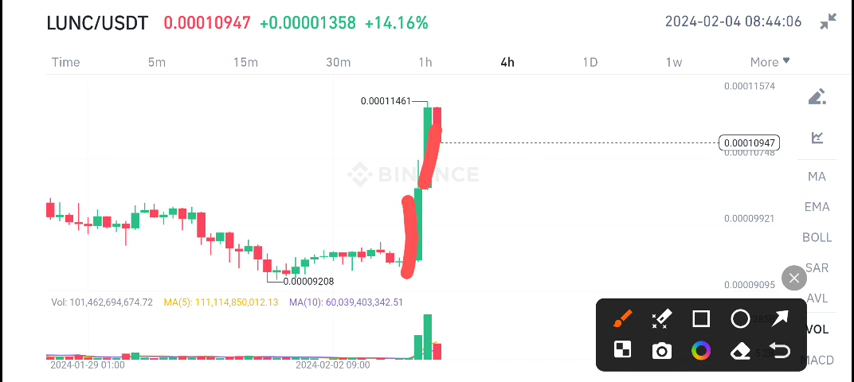 LUNC/USDT 0.00010947 +0.00001358 +14.16% 2024-02-04 08:44:06
Time 5m 15m 30m 1h 4h 1D 1w More
0.00011574
0.00011461
0.00010947
0.00010748
BINANCE
MA
EMA
0.00009921
BOLL
SAR
0.00009208
0.00009095
AVL
Vol: 101,462,694,674.72 MA(5): 111,114,850,012.13 MA(10): 60,039,403,342.51
VOL
MACD
2024-01-29 01:00 2024-02-02 09:00